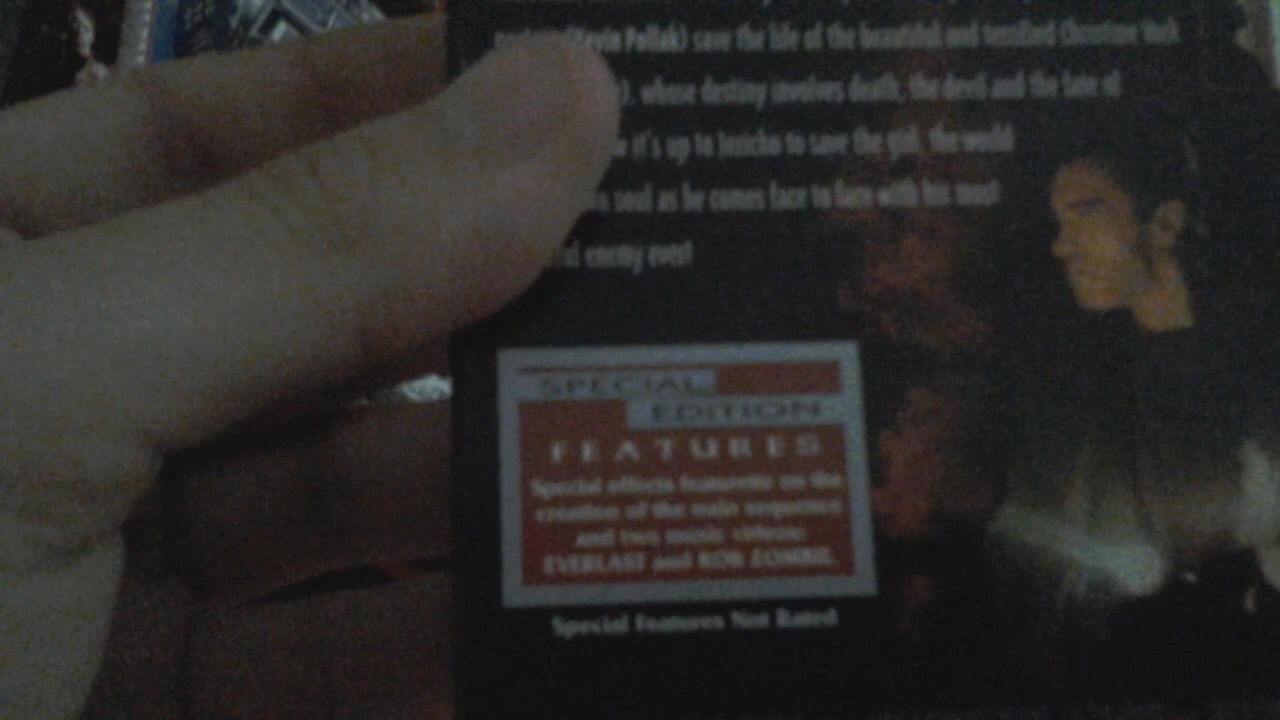 (Kevin Pollak) save the life of the beautiful and terrified Christine York
), whose destiny involves death, the devil and the fate of
it's up to Jericho to save the girl, the world
soul as he comes face to face with his most
enemy ever!
SPECIAL
EDITION
FEATURES
Special effects featurette on the
creation of the train sequence
and two music videos:
EVERLAST and ROB ZOMBIE.
Special Features Not Rated